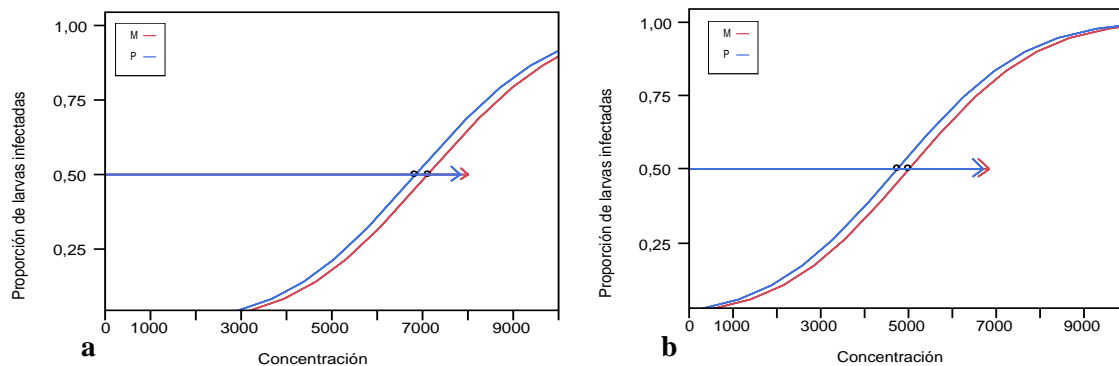 1,00
M
P
0,75
0,50
0,25
Proporción de larvas infectadas
0 1000 3000 5000 7000 9000
Concentración
a
1,00
M
P
0,75
0,50
0,25
Proporción de larvas infectadas
0 1000 3000 5000 7000 9000
Concentración
b